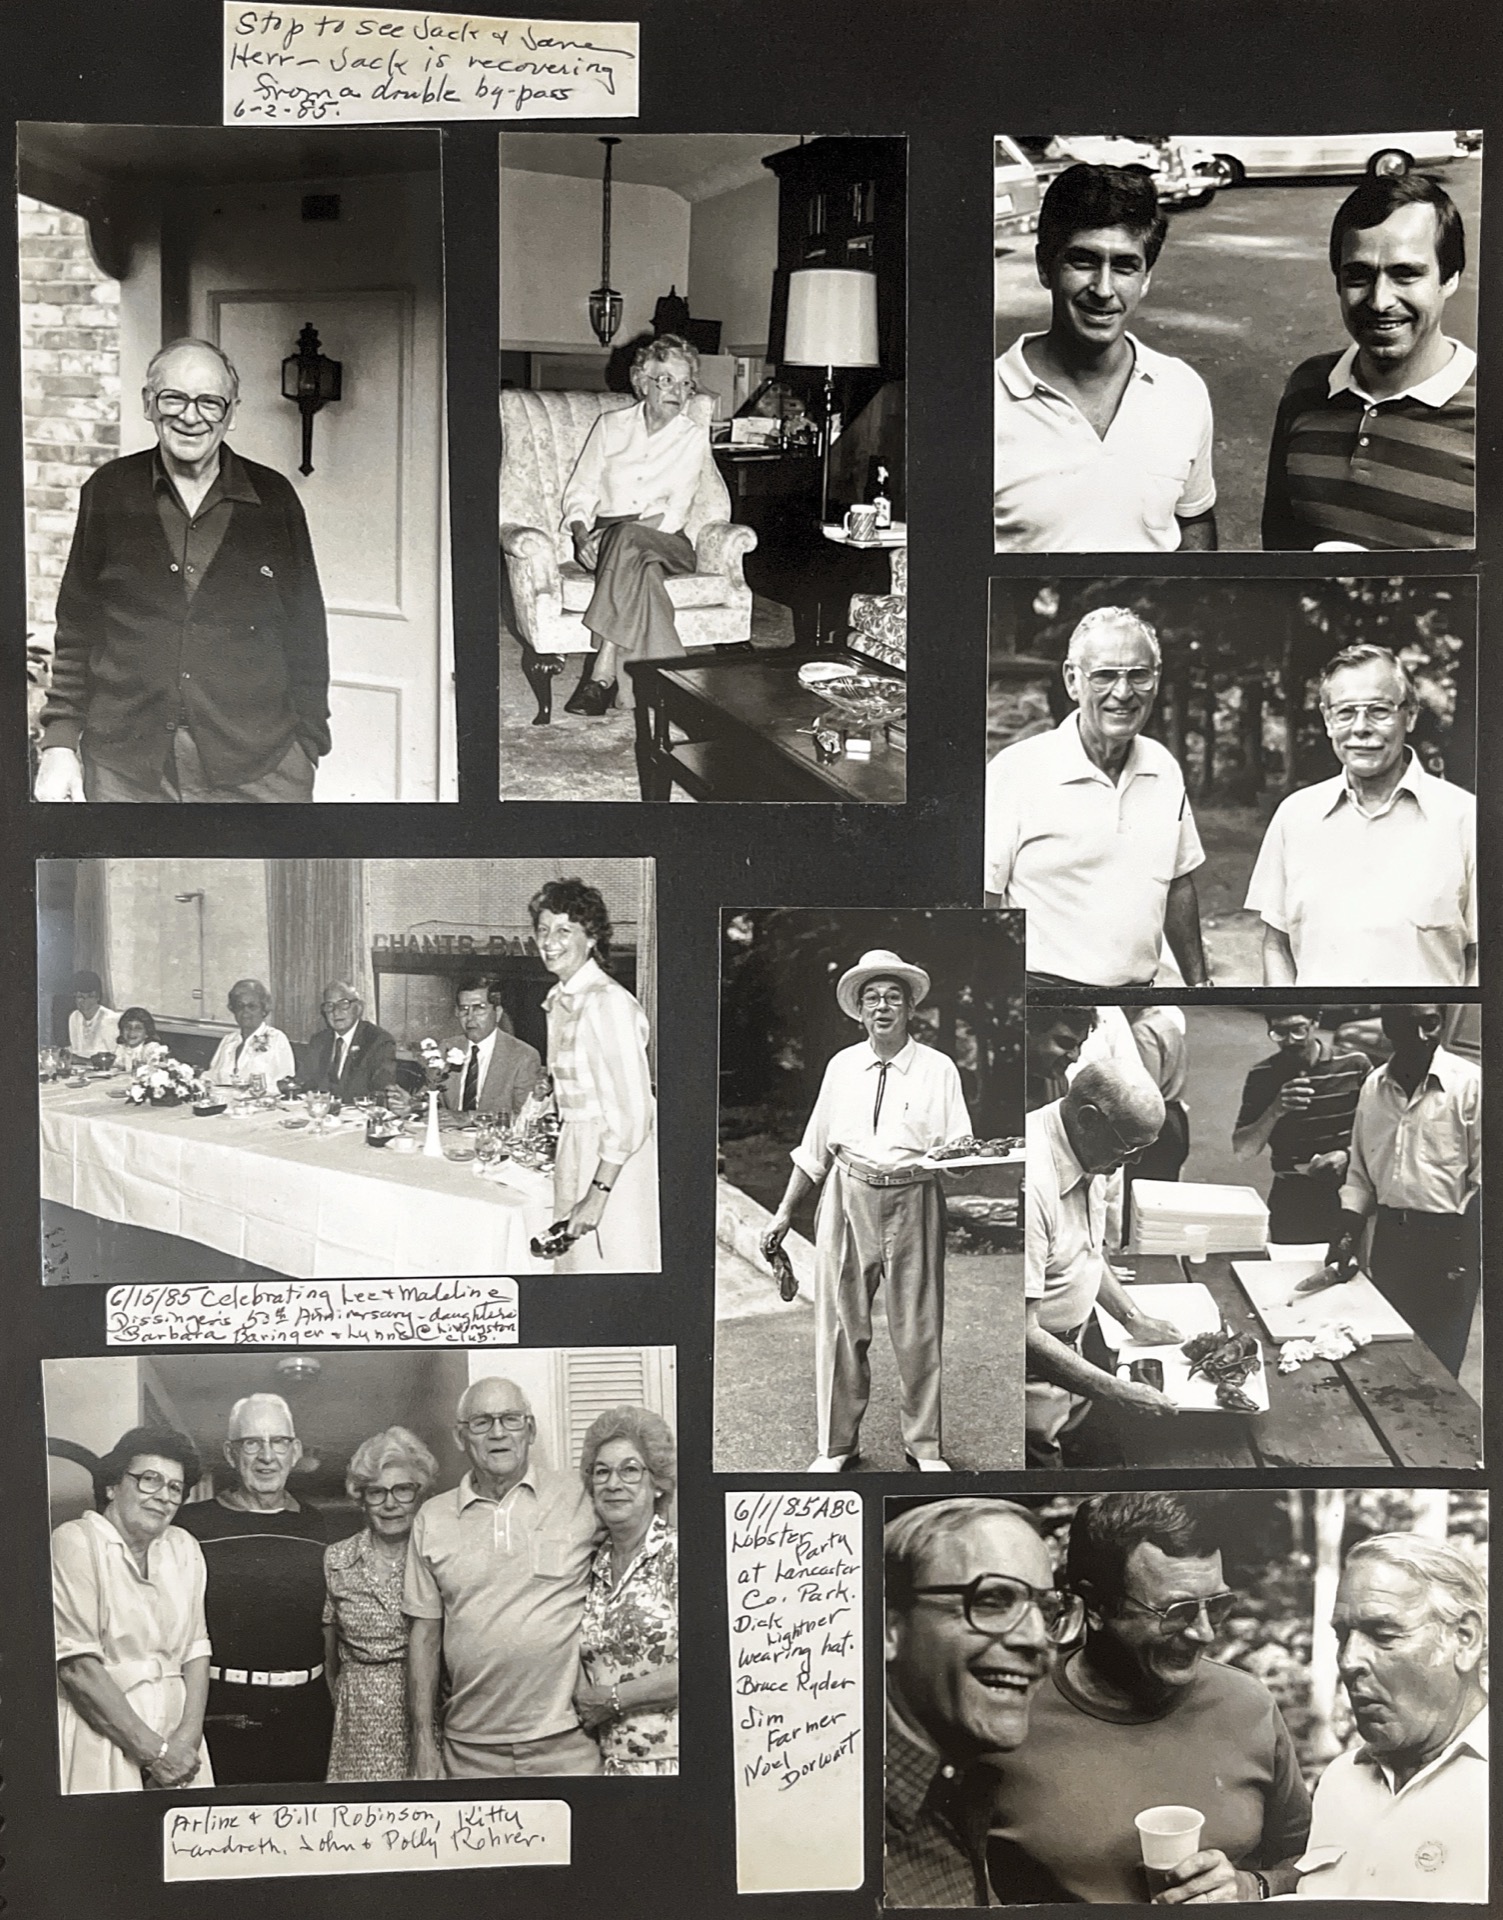 Stop to see Jack & Jane
Herr - Jack is recovering
from a double by-pass
6-2-85.
CHANTS BAN
6/15/85 Celebrating Lee & Madeline
Dissinger's 53rd Anniversary - daughters
Barbara Baringer & Lynne @ Livingston
Club.
Arline & Bill Robinson, Kitty
Landreth, John & Polly Rohrer.
6/1/85 ABC
Lobster
Party
at Lancaster
Co. Park.
Dick
Lightner
wearing hat.
Bruce Ryder
Jim
Farmer
Noel
Dorwart